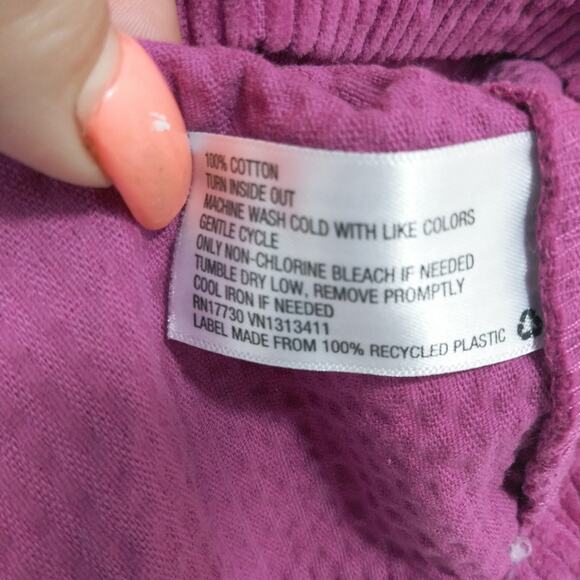 100% COTTON
TURN INSIDE OUT
MACHINE WASH COLD WITH LIKE COLORS
GENTLE CYCLE
ONLY NON-CHLORINE BLEACH IF NEEDED
TUMBLE DRY LOW, REMOVE PROMPTLY
COOL IRON IF NEEDED
RN17730 VN1313411
LABEL MADE FROM 100% RECYCLED PLASTIC